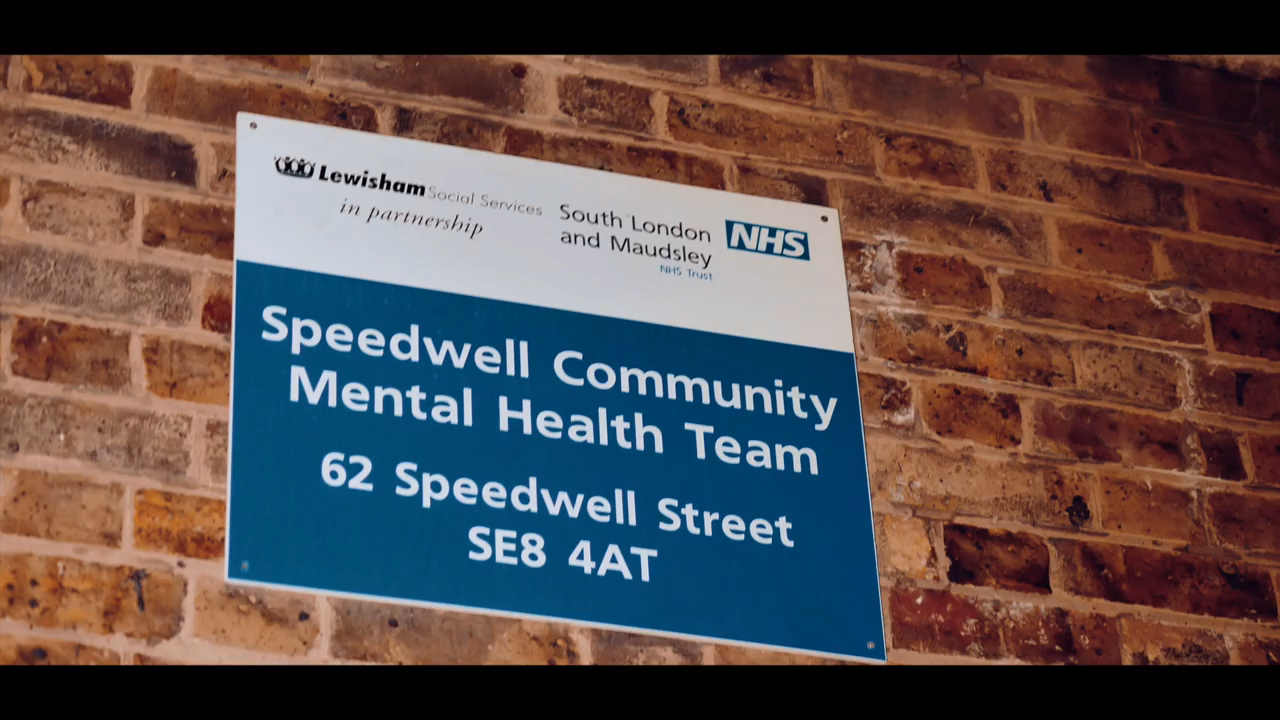 Lewisham Social Services
in partnership
South London
and Maudsley
NHS Trust
NHS
Speedwell Community
Mental Health Team
62 Speedwell Street
SE8 4AT